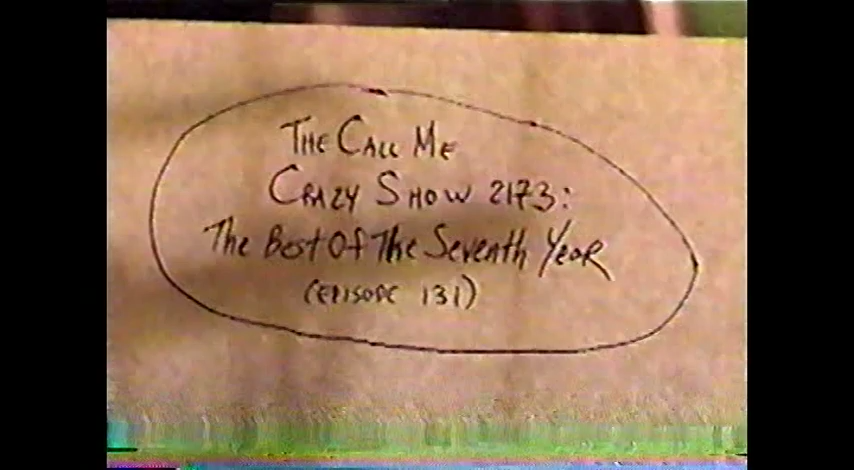 The Call Me
Crazy Show 2173:
The Best Of The Seventh Year
(Episode 131)